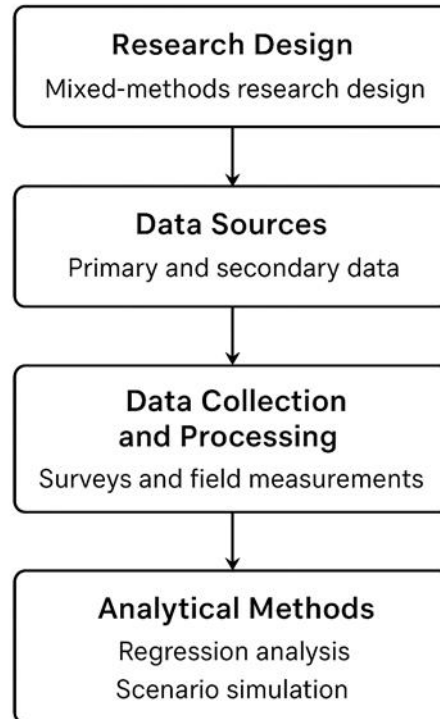 Research Design
Mixed-methods research design
Data Sources
Primary and secondary data
Data Collection
and Processing
Surveys and field measurements
Analytical Methods
Regression analysis
Scenario simulation